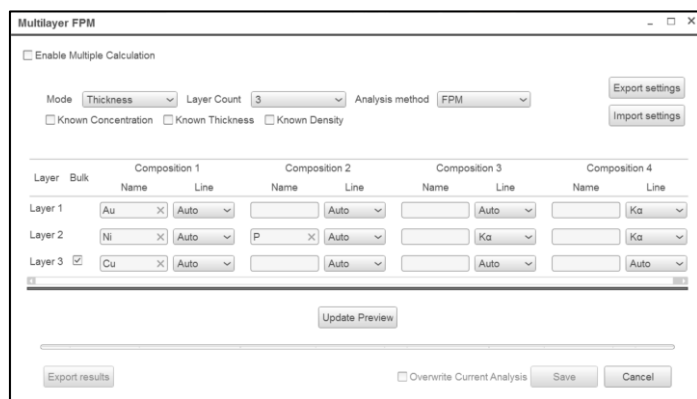 Multilayer FPM
Enable Multiple Calculation
Mode Thickness Layer Count 3 Analysis method FPM Export settings
Known Concentration Known Thickness Known Density Import settings
Layer Bulk Composition 1 Composition 2 Composition 3 Composition 4
Name Line Name Line Name Line Name Line
Layer 1 Au Auto Auto Auto Kα
Layer 2 Ni Auto P Auto Kα Kα
Layer 3 Cu Auto Auto Auto Auto
Update Preview
Export results Overwrite Current Analysis Save Cancel